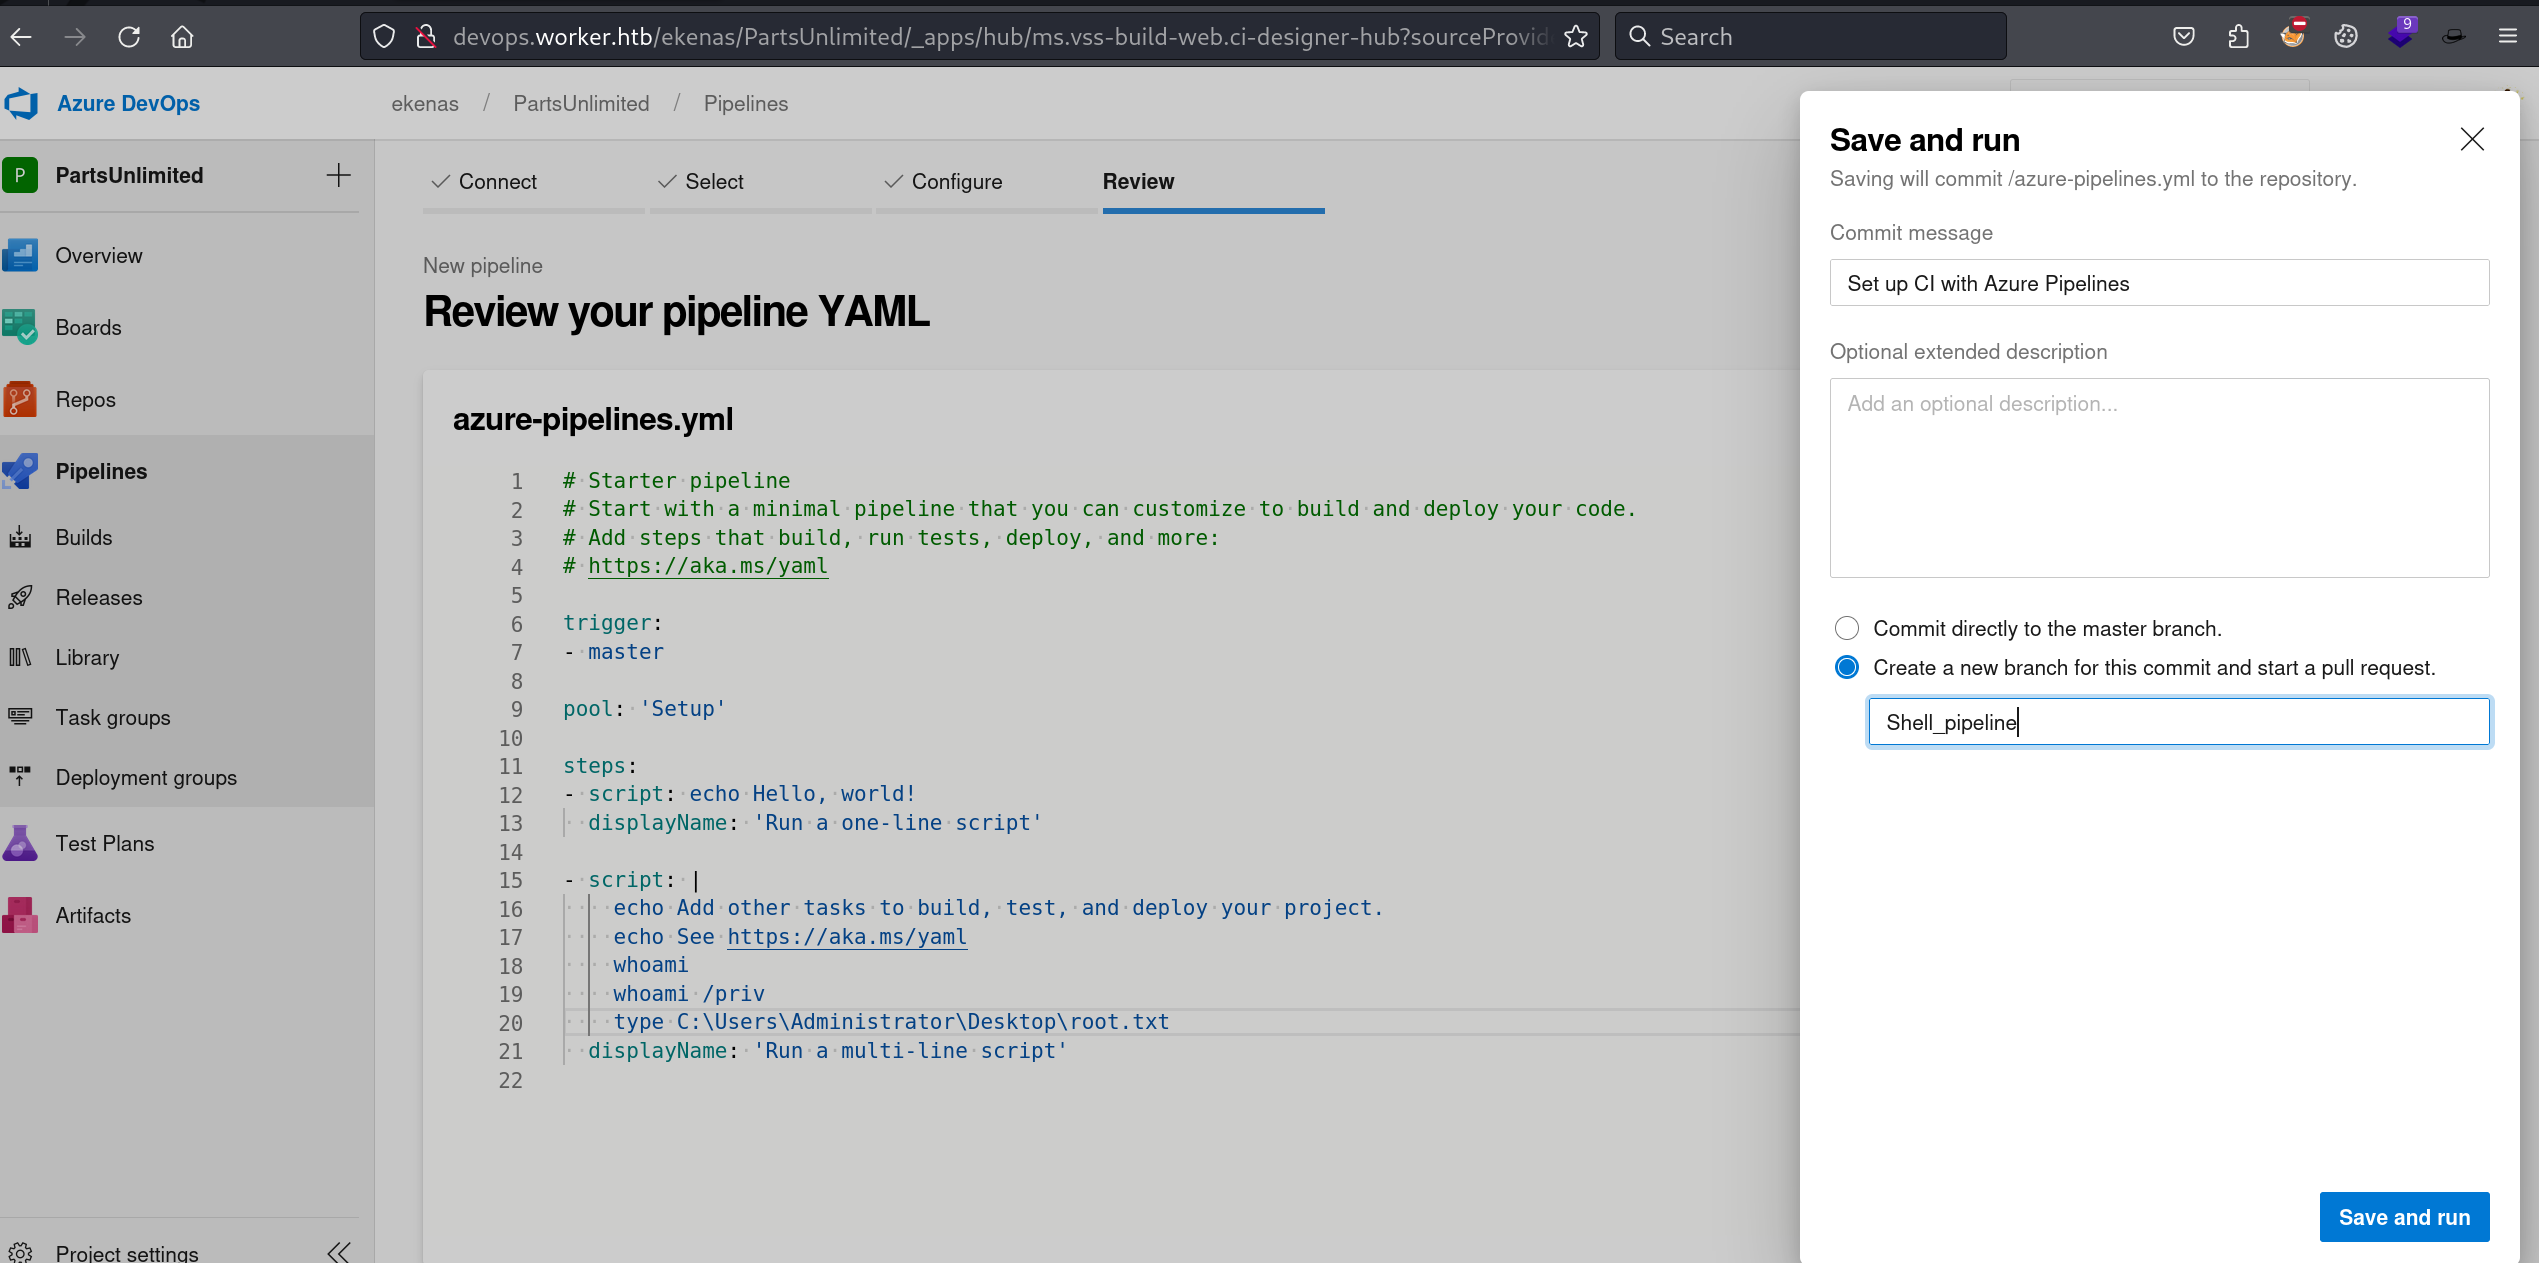 devops.worker.htb/ekenas/PartsUnlimited/_apps/hub/ms.vss-build-web.ci-designer-hub?sourceProvid
Search
9
Azure DevOps
ekenas / PartsUnlimited / Pipelines
P PartsUnlimited
Overview
Boards
Repos
Pipelines
Builds
Releases
Library
Task groups
Deployment groups
Test Plans
Artifacts
Project settings
Connect
Select
Configure
Review
New pipeline
Review your pipeline YAML
azure-pipelines.yml
1 # Starter pipeline
2 # Start with a minimal pipeline that you can customize to build and deploy your code.
3 # Add steps that build, run tests, deploy, and more:
4 # https://aka.ms/yaml
5
6 trigger:
7 - master
8
9 pool: 'Setup'
10
11 steps:
12 - script: echo Hello, world!
13   displayName: 'Run a one-line script'
14
15 - script: |
16     echo Add other tasks to build, test, and deploy your project.
17     echo See https://aka.ms/yaml
18     whoami
19     whoami /priv
20     type C:\Users\Administrator\Desktop\root.txt
21   displayName: 'Run a multi-line script'
22
Save and run
Saving will commit /azure-pipelines.yml to the repository.
Commit message
Set up CI with Azure Pipelines
Optional extended description
Add an optional description...
Commit directly to the master branch.
Create a new branch for this commit and start a pull request.
Shell_pipeline
Save and run